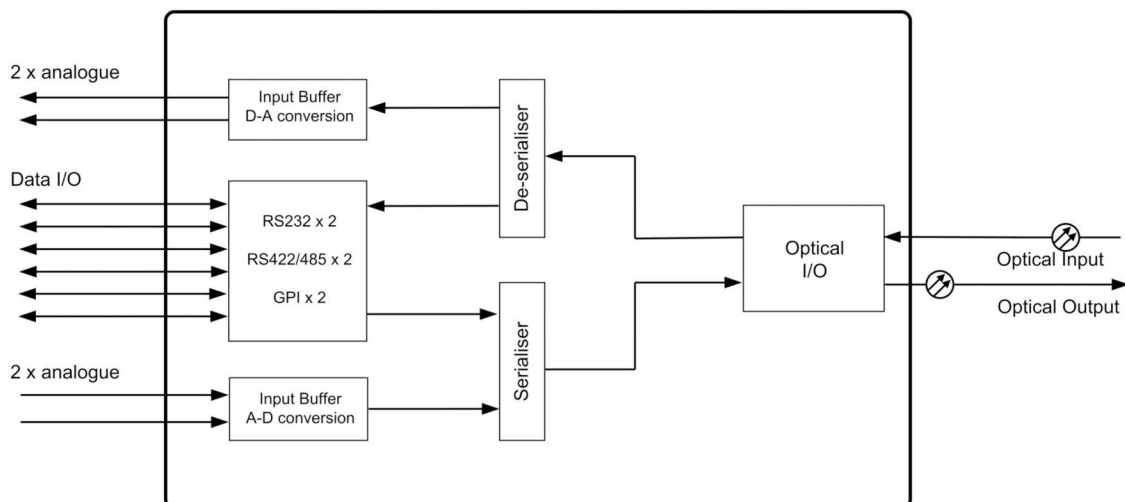 2 x analogue
Input Buffer
D-A conversion
De-serialiser
Data I/O
RS232 x 2
RS422/485 x 2
GPI x 2
Optical
I/O
Optical Input
Optical Output
Serialiser
2 x analogue
Input Buffer
A-D conversion